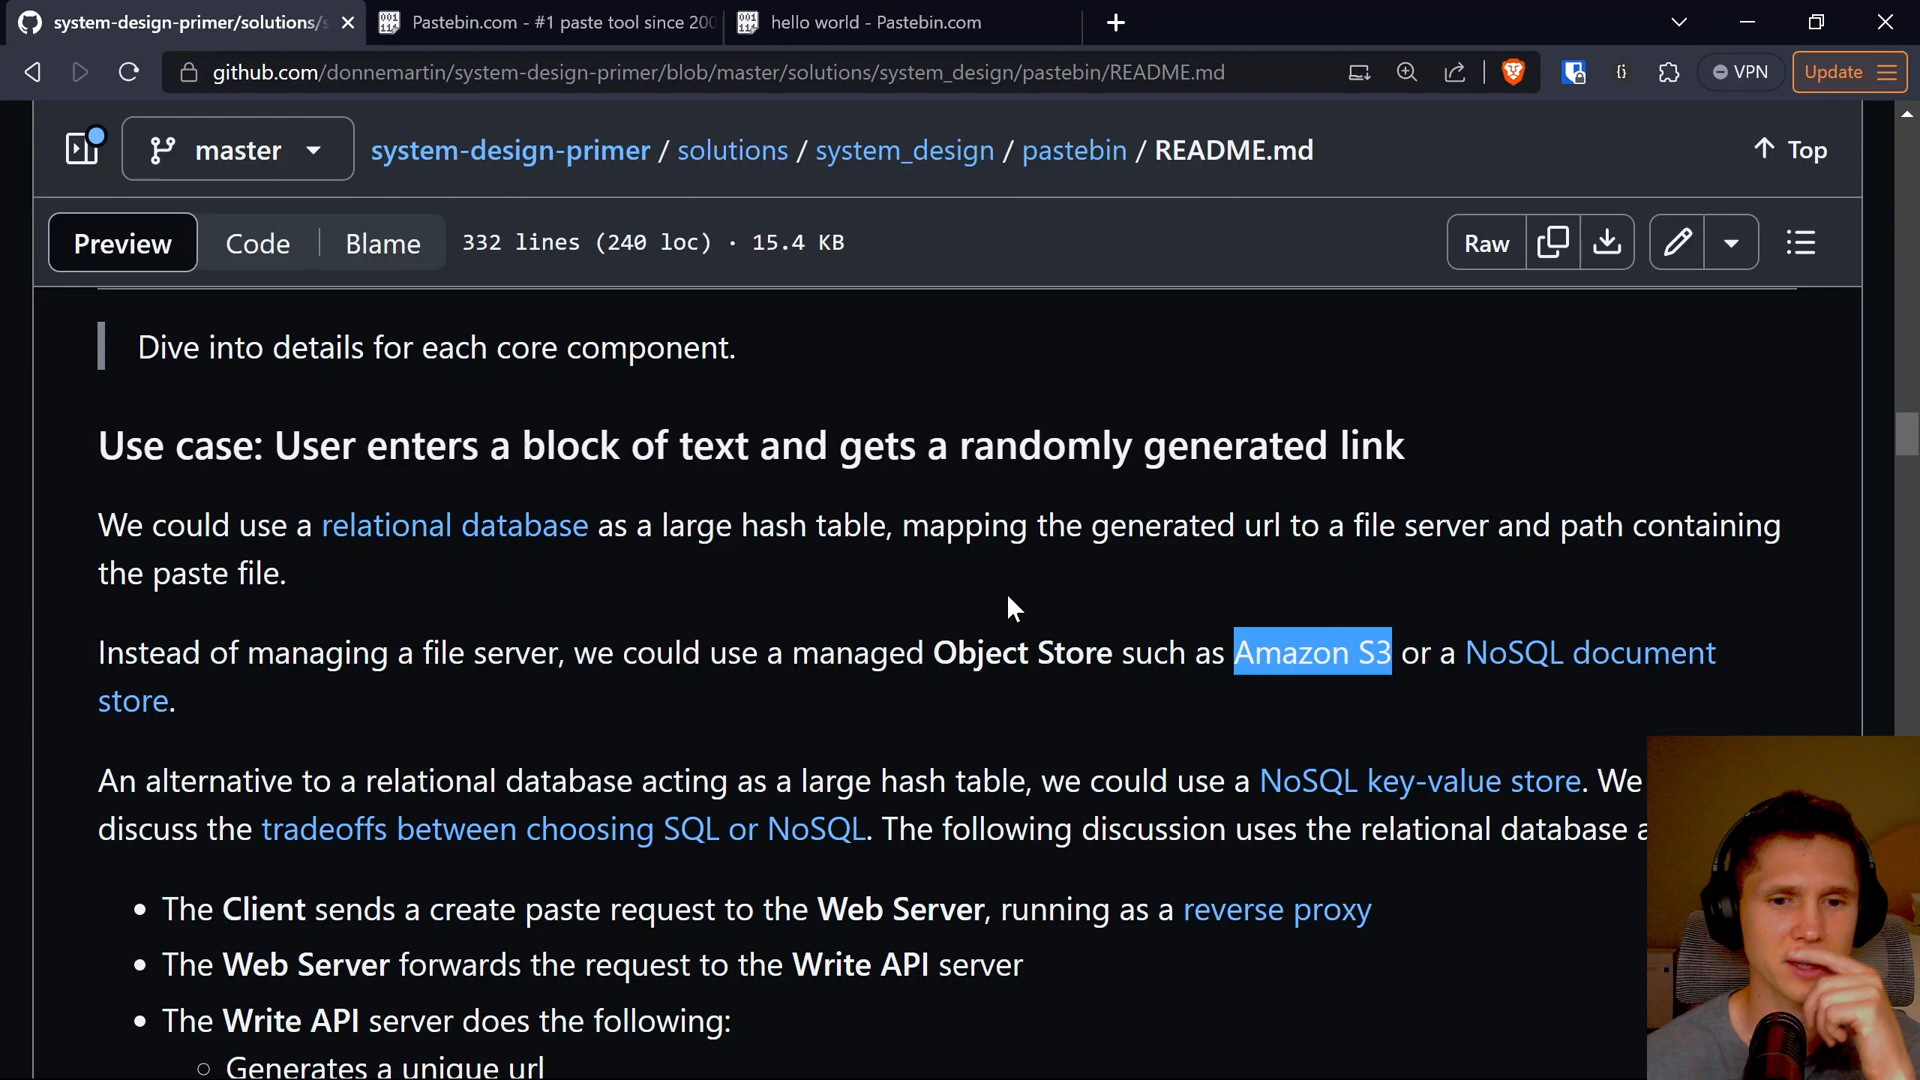 system-design-primer/solutions/s
Pastebin.com - #1 paste tool since 200
hello world - Pastebin.com
github.com/donnemartin/system-design-primer/blob/master/solutions/system_design/pastebin/README.md
VPN
Update
master
system-design-primer / solutions / system_design / pastebin / README.md
Top
Preview
Code
Blame
332 lines (240 loc) · 15.4 KB
Raw
Dive into details for each core component.
Use case: User enters a block of text and gets a randomly generated link
We could use a relational database as a large hash table, mapping the generated url to a file server and path containing
the paste file.
Instead of managing a file server, we could use a managed Object Store such as Amazon S3 or a NoSQL document
store.
An alternative to a relational database acting as a large hash table, we could use a NoSQL key-value store. We
discuss the tradeoffs between choosing SQL or NoSQL. The following discussion uses the relational database a
• The Client sends a create paste request to the Web Server, running as a reverse proxy
• The Web Server forwards the request to the Write API server
• The Write API server does the following:
○ Generates a unique url